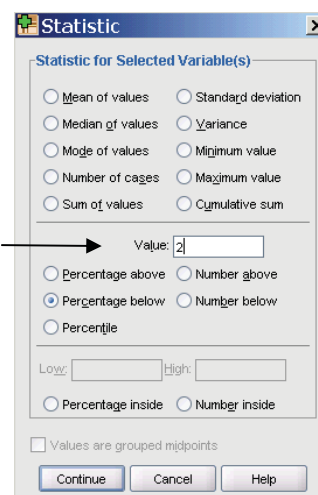 Statistic
Statistic for Selected Variable(s)
Mean of values Standard deviation
Median of values Variance
Mode of values Minimum value
Number of cases Maximum value
Sum of values Cumulative sum
Value: 2
Percentage above Number above
Percentage below Number below
Percentile
Low: High:
Percentage inside Number inside
Values are grouped midpoints
Continue Cancel Help